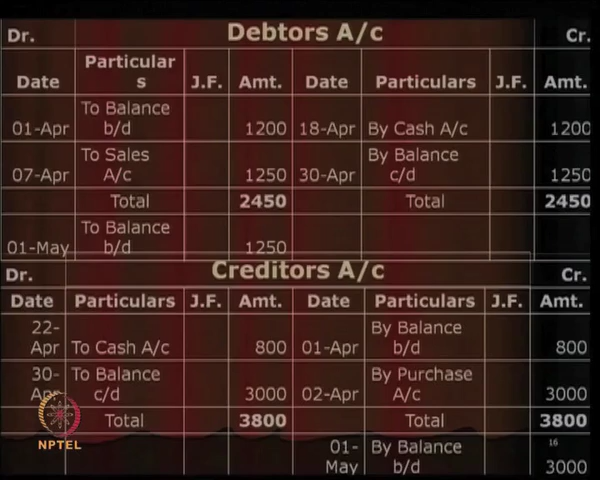 Dr. Debtors A/c Cr.
Date Particulars J.F. Amt. Date Particulars J.F. Amt.
01-Apr To Balance b/d 1200 18-Apr By Cash A/c 1200
07-Apr To Sales A/c 1250 30-Apr By Balance c/d 1250
Total 2450 Total 2450
01-May To Balance b/d 1250
Dr. Creditors A/c Cr.
Date Particulars J.F. Amt. Date Particulars J.F. Amt.
22-Apr To Cash A/c 800 01-Apr By Balance b/d 800
30-Apr To Balance c/d 3000 02-Apr By Purchase A/c 3000
Total 3800 Total 3800
01-May By Balance b/d 3000
16
NPTEL